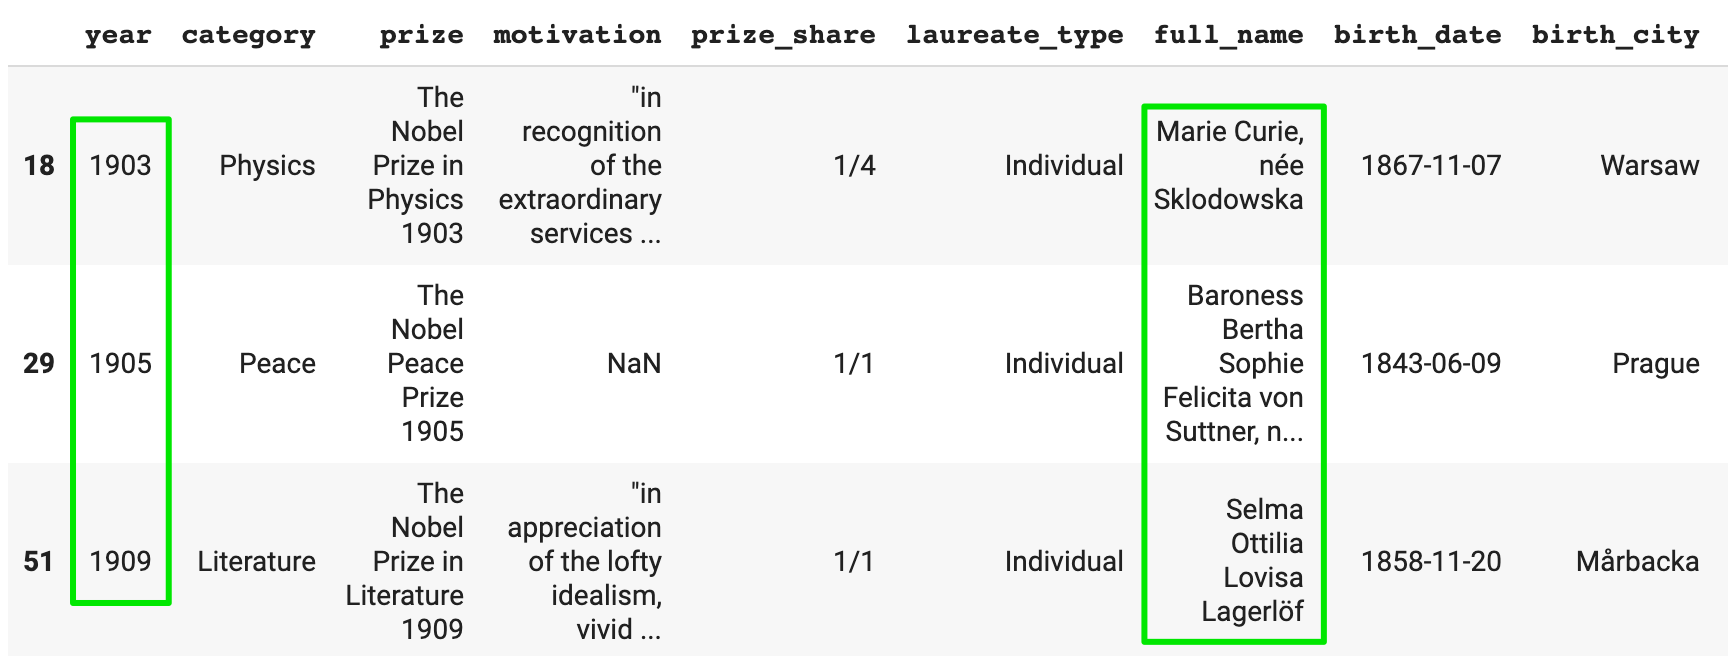 year category prize motivation prize_share laureate_type full_name birth_date birth_city
18 1903 Physics The Nobel Prize in Physics 1903 "in recognition of the extraordinary services ... 1/4 Individual Marie Curie, née Sklodowska 1867-11-07 Warsaw
29 1905 Peace The Nobel Peace Prize 1905 NaN 1/1 Individual Baroness Bertha Sophie Felicita von Suttner, n... 1843-06-09 Prague
51 1909 Literature The Nobel Prize in Literature 1909 "in appreciation of the lofty idealism, vivid ... 1/1 Individual Selma Ottilia Lovisa Lagerlöf 1858-11-20 Mårbacka